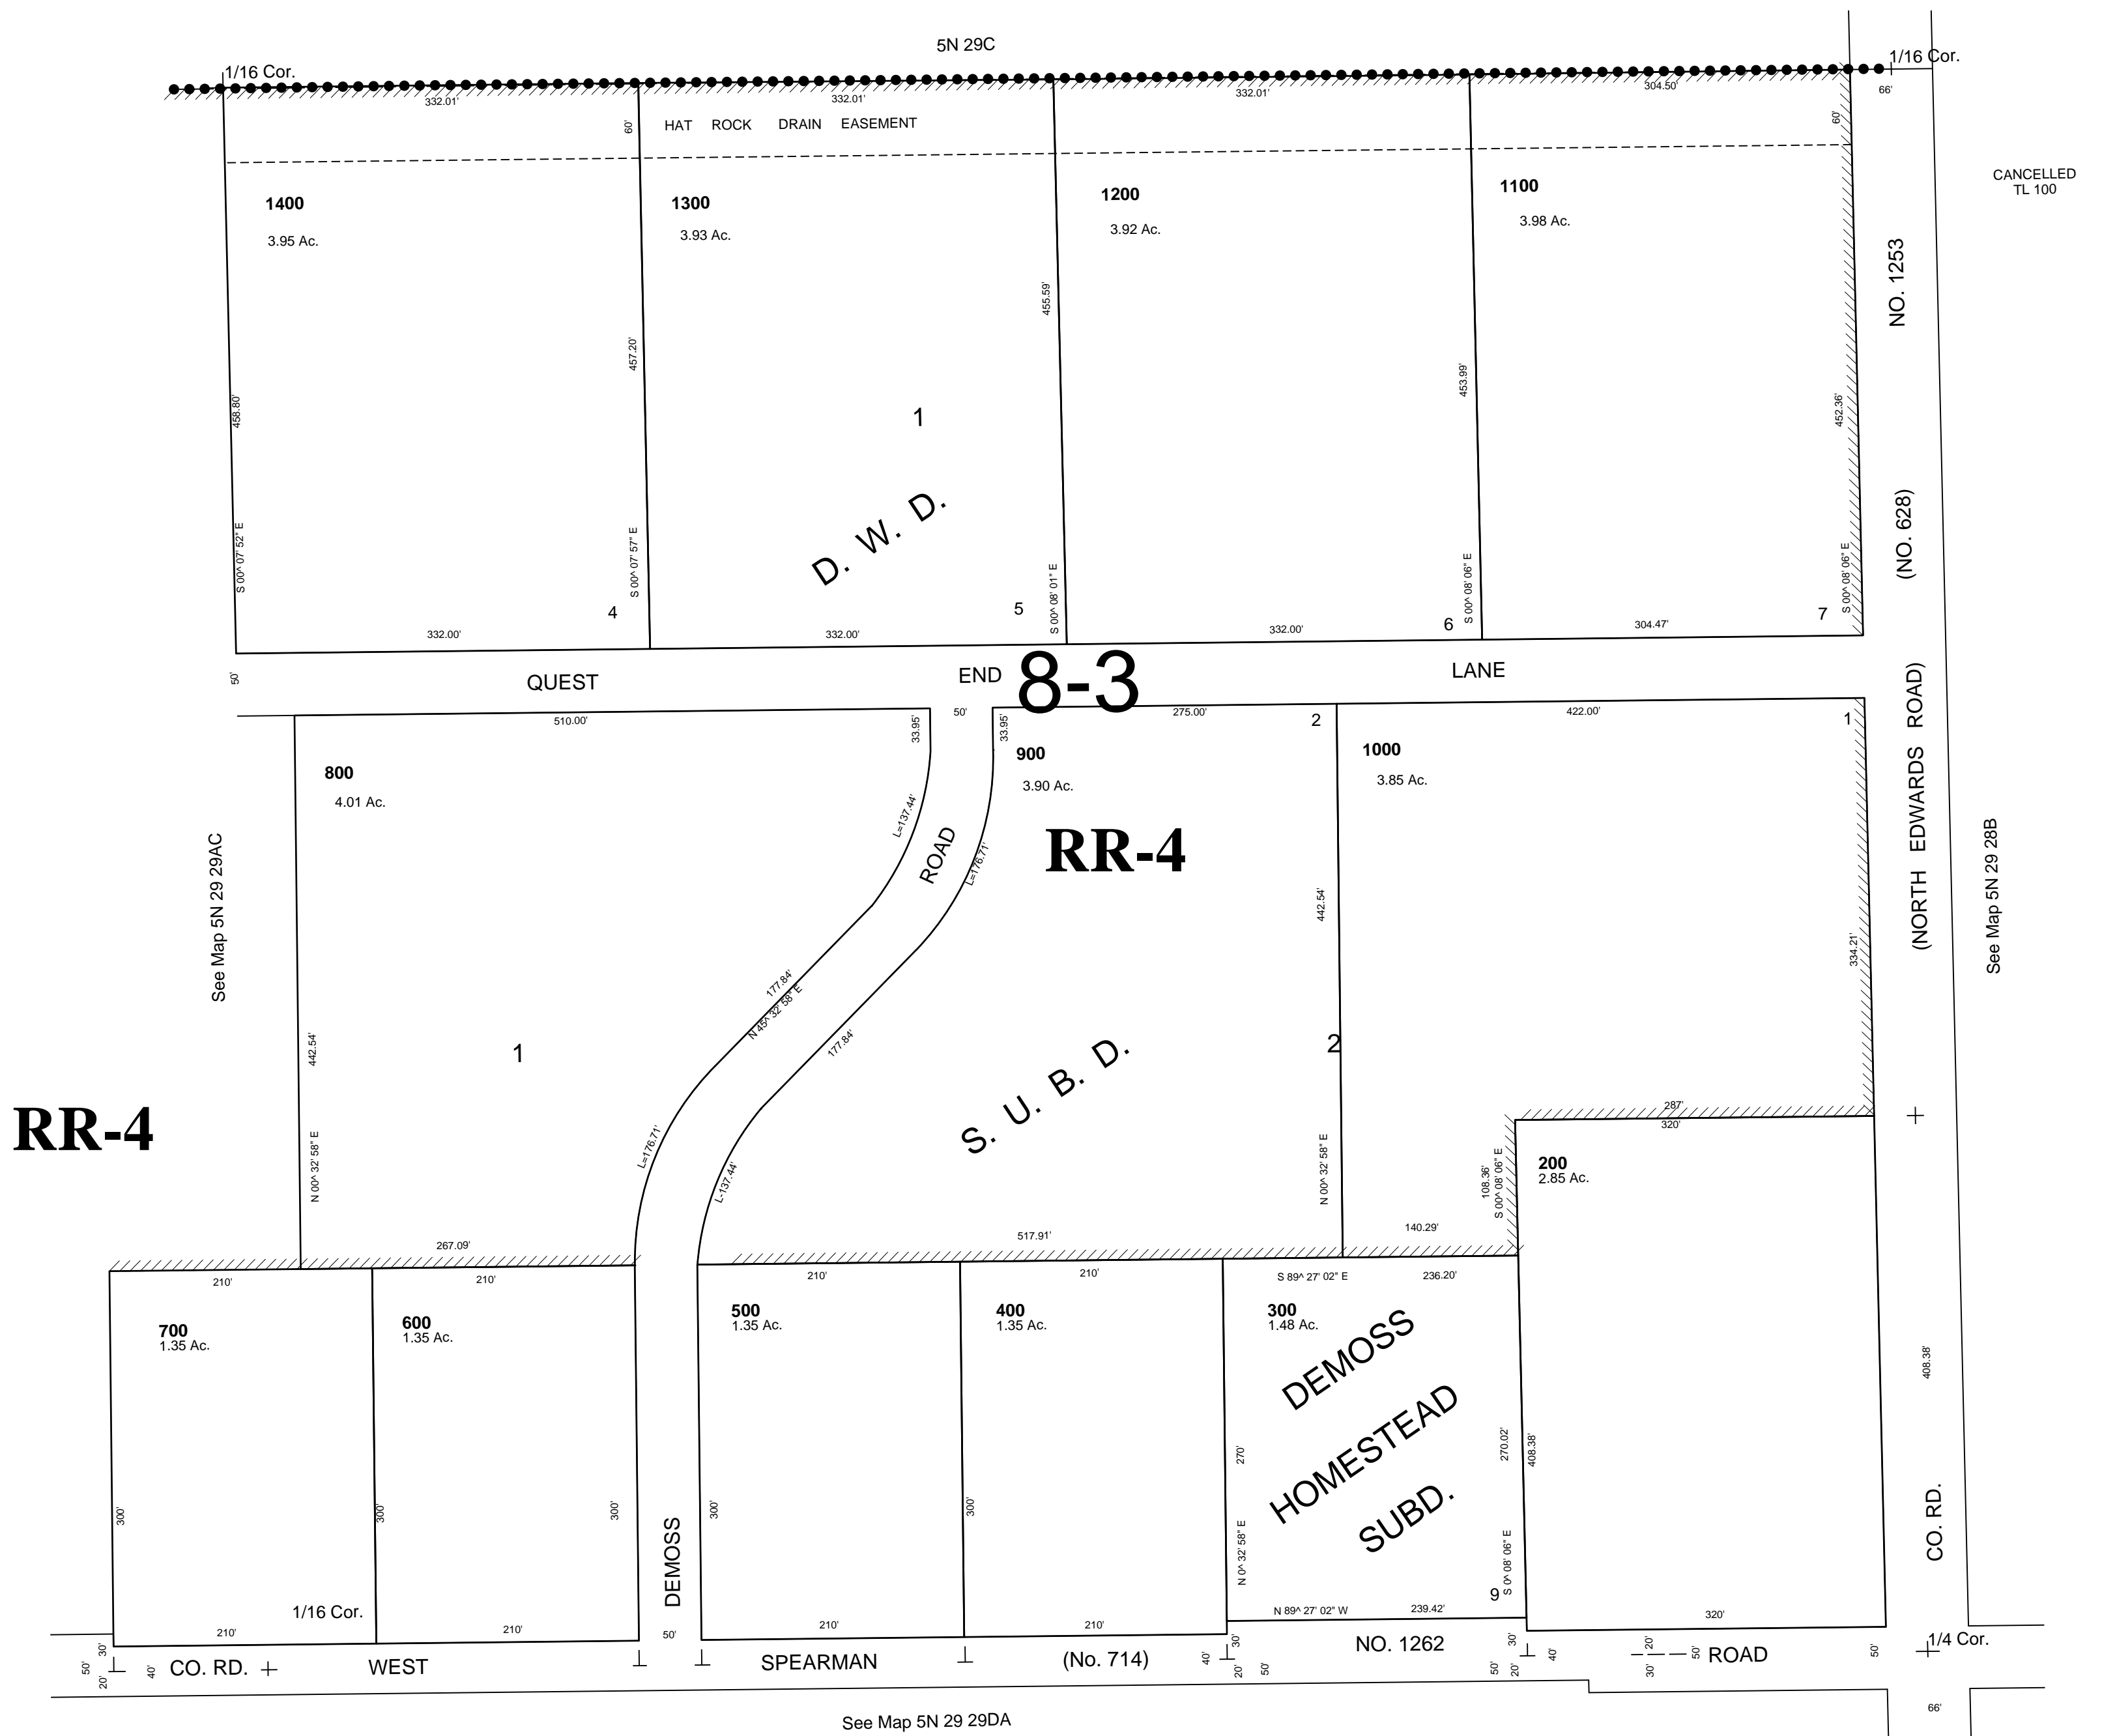 5N 29C
1/16 Cor.
1/16 Cor.
332.01'
332.01'
332.01'
304.50'
66'
60'
HAT ROCK DRAIN EASEMENT
60'
CANCELLED
TL 100
1400
3.95 Ac.
1300
3.93 Ac.
1200
3.92 Ac.
1100
3.98 Ac.
NO. 1253
458.80'
457.20'
455.59'
453.99'
452.36'
1
D. W. D.
(NO. 628)
S 00^ 07' 52" E
S 00^ 07' 57" E
S 00^ 08' 01" E
S 00^ 08' 06" E
S 00^ 08' 06" E
4
5
6
7
332.00'
332.00'
332.00'
304.47'
50'
QUEST END LANE
8-3
(NORTH EDWARDS ROAD)
510.00'
33.95'
50'
33.95'
275.00'
2
422.00'
1
800
4.01 Ac.
900
3.90 Ac.
1000
3.85 Ac.
RR-4
L=137.44'
ROAD
L=176.71'
442.54'
334.21'
See Map 5N 29 29AC
See Map 5N 29 28B
177.84'
N 45^ 32' 58" E
177.84'
442.54'
1
2
S. U. B. D.
RR-4
N 00^ 32' 58" E
L=176.71'
L-137.44'
N 00^ 32' 58" E
287'
320'
108.36'
S 00^ 08' 06" E
200
2.85 Ac.
267.09'
517.91'
140.29'
210'
210'
210'
210'
S 89^ 27' 02" E
236.20'
700
1.35 Ac.
600
1.35 Ac.
500
1.35 Ac.
400
1.35 Ac.
300
1.48 Ac.
DEMOSS
HOMESTEAD
SUBD.
408.38'
300'
300'
300'
300'
300'
270'
270.02'
408.38'
DEMOSS
N 0^ 32' 58" E
S 0^ 08' 06" E
9
CO. RD.
1/16 Cor.
210'
210'
50'
210'
210'
N 89^ 27' 02" W
239.42'
320'
30'
50'
20'
40'
CO. RD.
WEST
SPEARMAN
(No. 714)
40'
30'
20'
50'
NO. 1262
30'
50'
20'
40'
20'
30'
50'
ROAD
50'
1/4 Cor.
66'
See Map 5N 29 29DA